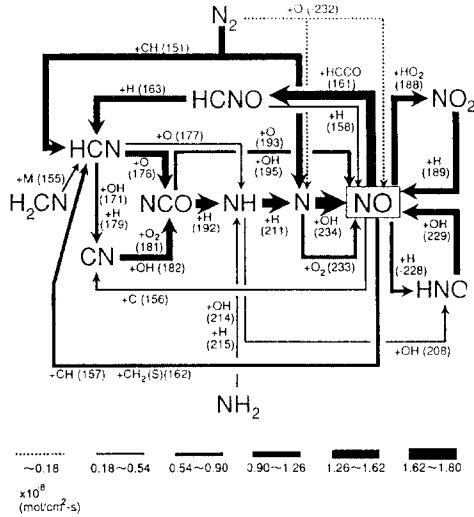 N2
+O (-232)
+CH (151)
+HCCO
(161)
+HO2
(188)
+H (163)
HCNO
NO2
+H
(158)
+O (177)
+O
(193)
HCN
+O
(176)
+OH
(195)
+H
(189)
+M (155)
+OH
(171)
+H
(179)
H2CN
NCO
NH
N
NO
+H
(192)
+H
(211)
+OH
(234)
+OH
(229)
+O2
(181)
CN
+OH (182)
+O2 (233)
+H
(-228)
HNO
+C (156)
+OH
(214)
+H
(215)
+OH (208)
+CH (157) +CH2(S)(162)
NH2
~0.18 0.18~0.54 0.54~0.90 0.90~1.26 1.26~1.62 1.62~1.80
x10^8
(mol/cm2-s)